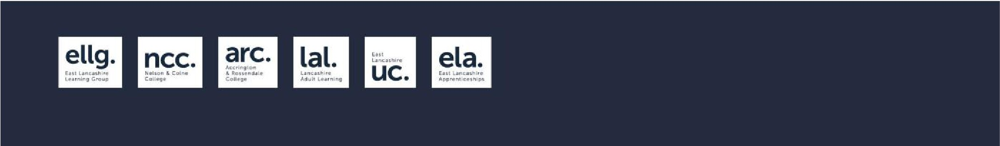 ellg.
East Lancashire
Learning Group
ncc.
Nelson & Colne
College
arc.
Accrington
& Rossendale
College
lal.
Lancashire
Adult Learning
East
Lancashire
uc.
ela.
East Lancashire
Apprenticeships